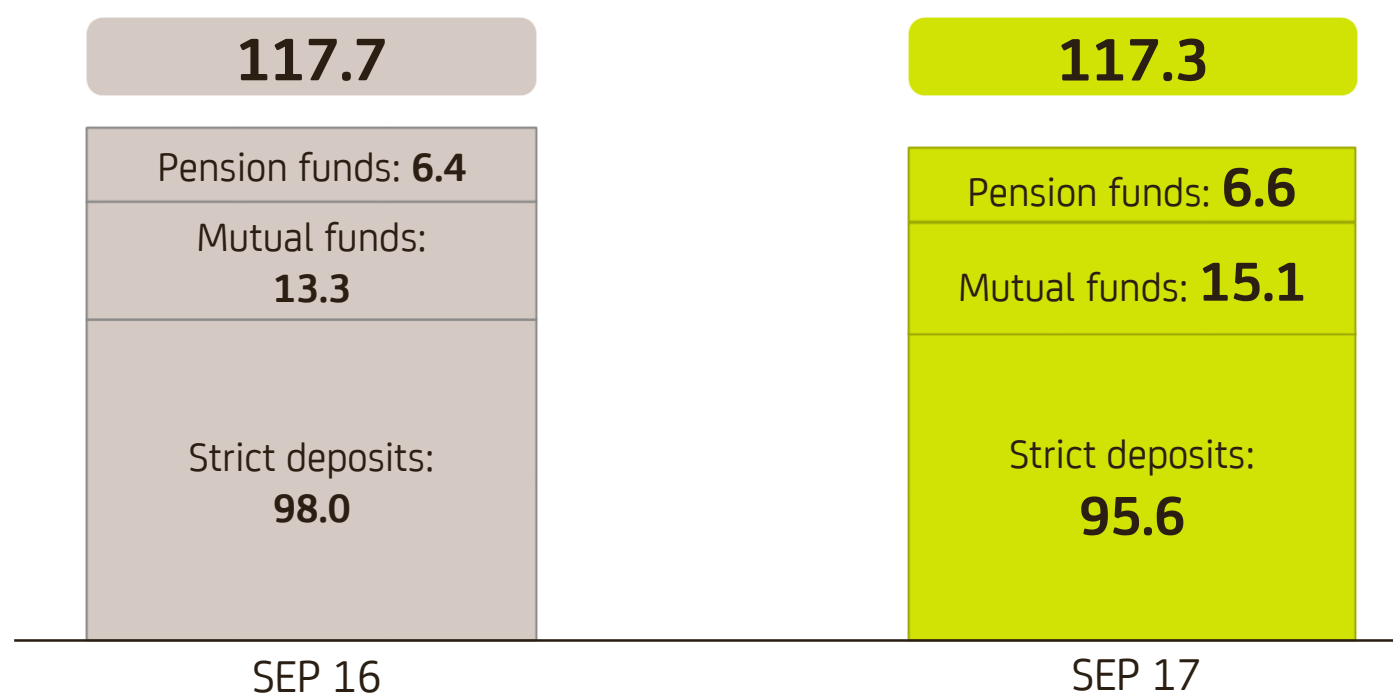 117.7
Pension funds: 6.4
Mutual funds:
13.3
Strict deposits:
98.0
SEP 16
117.3
Pension funds: 6.6
Mutual funds: 15.1
Strict deposits:
95.6
SEP 17